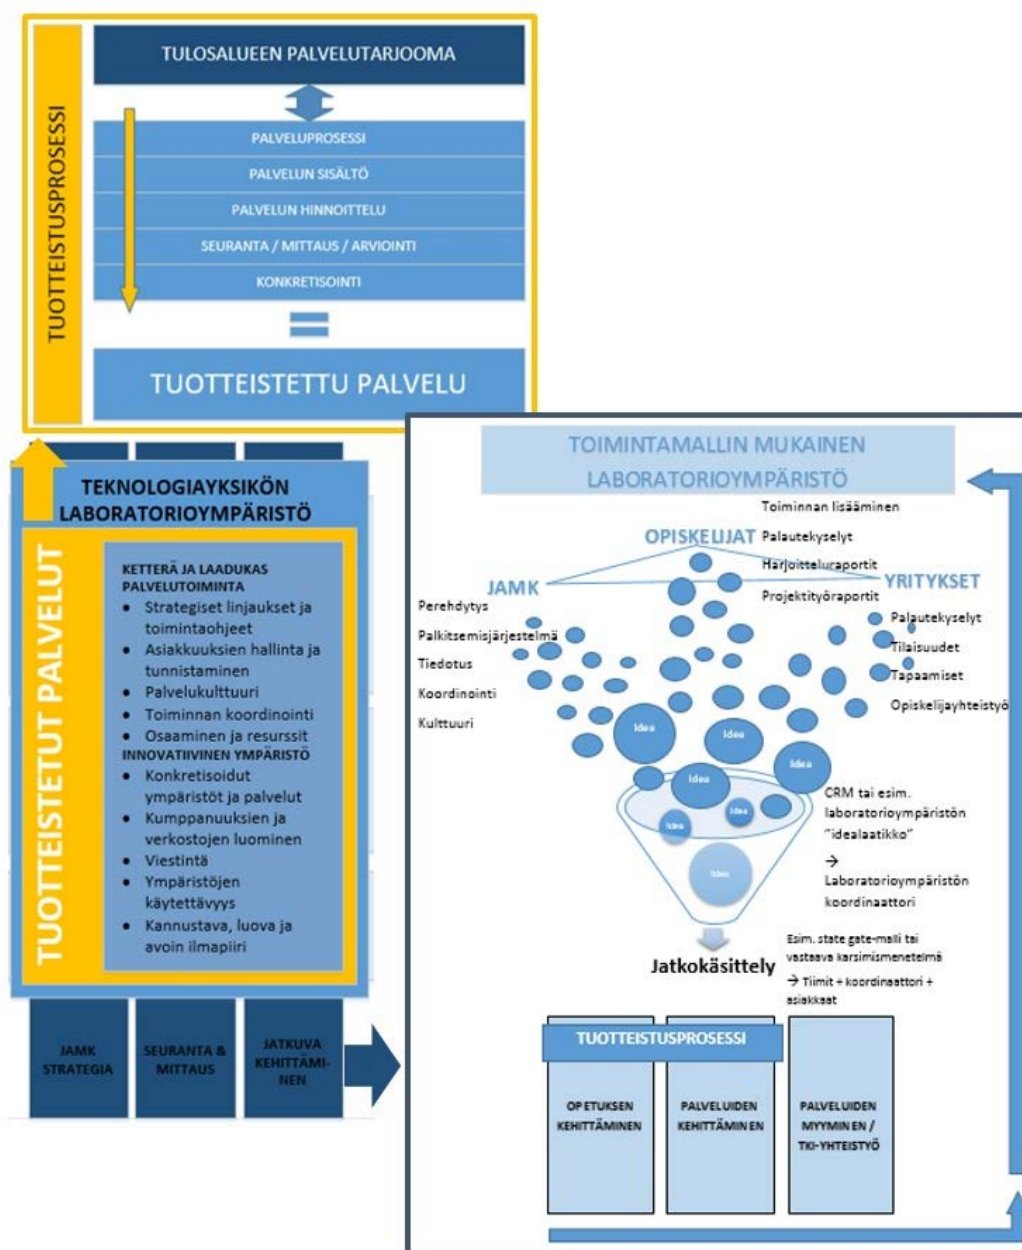 TUOTTEISTUSPROSESSI
TULOSALUEEN PALVELUTARJOOMA
PALVELUPROSESSI
PALVELUN SISÄLTÖ
PALVELUN HINNOITTELU
SEURANTA / MITTAUS / ARVIOINTI
KONKRETISOINTI
TUOTTEISTETTU PALVELU
TEKNOLOGIAYKSIKÖN
LABORATORIOYMPÄRISTÖ
TUOTTEISTETUT PALVELUT
KETTERÄ JA LAADUKAS
PALVELUTOIMINTA
• Strategiset linjaukset ja
toimintaohjeet
• Asiakkuuksien hallinta ja
tunnistaminen
• Palvelukulttuuri
• Toiminnan koordinointi
• Osaaminen ja resurssit
INNOVATIIVINEN YMPÄRISTÖ
• Konkretisoidut
ympäristöt ja palvelut
• Kumppanuuksien ja
verkostojen luominen
• Viestintä
• Ympäristöjen
käytettävyys
• Kannustava, luova ja
avoin ilmapiiri
JAMK
STRATEGIA
SEURANTA &
MITTAUS
JATKUVA
KEHITTÄMI-
NEN
TOIMINTAMALLIN MUKAINEN
LABORATORIOYMPÄRISTÖ
OPISKELIJAT
Toiminnan lisääminen
Palautekyselyt
Harjoitteluraportit
Projektityöraportit
JAMK
Perehdytys
Palkitsemisjärjestelmä
Tiedotus
Koordinointi
Kulttuuri
YRITYKSET
Palautekyselyt
Tilaisuudet
Tapaamiset
Opiskelijayhteistyö
Idea
Idea
Idea
Idea
Idea
Idea
Idea
CRM tai esim.
laboratorioympäristön
"idealaatikko"
→
Laboratorioympäristön
koordinaattori
Jatkokäsittely
Esim. state gate-malli tai
vastaava karsimismenetelmä
→ Tiimit + koordinaattori +
asiakkaat
TUOTTEISTUSPROSESSI
OPETUKSEN
KEHITTÄMINEN
PALVELUIDEN
KEHITTÄMINEN
PALVELUIDEN
MYYMINEN /
TKI-YHTEISTYÖ